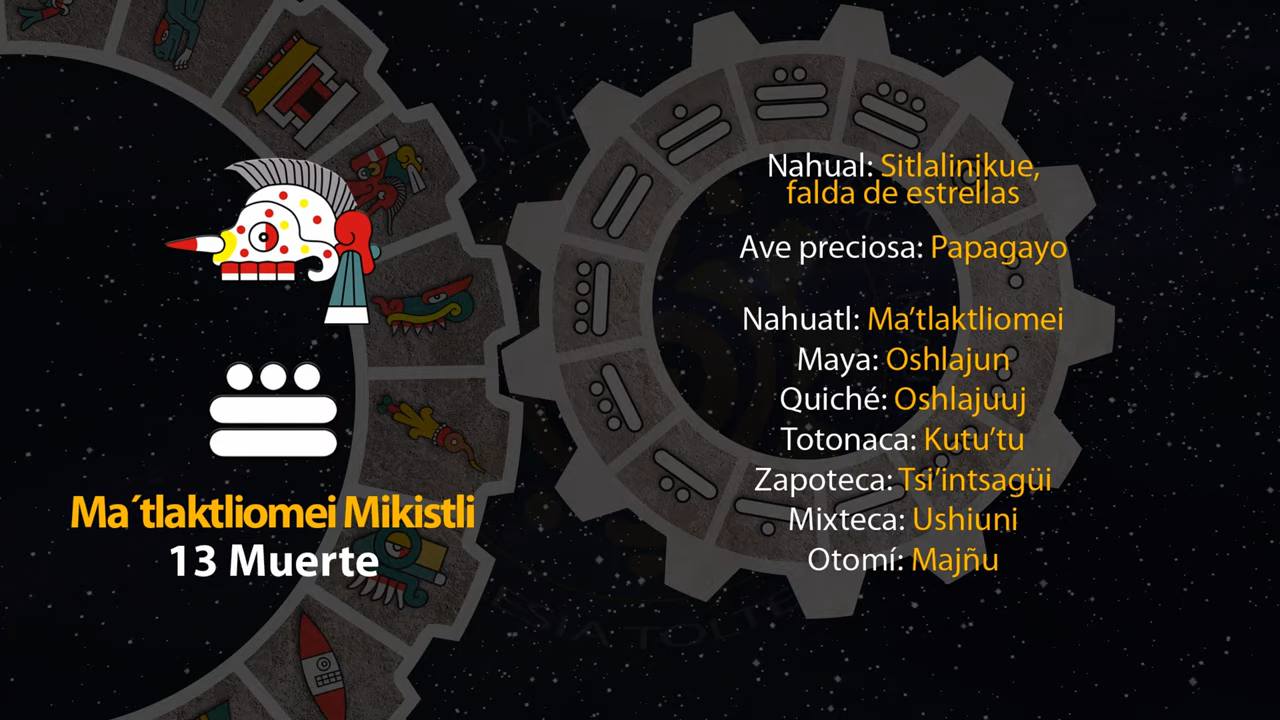 Ma´tlaktliomei Mikistli
13 Muerte
Nahual: Sitlalinikue,
falda de estrellas
Ave preciosa: Papagayo
Nahuatl: Ma’tlaktliomei
Maya: Oshlajun
Quiché: Oshlajuuj
Totonaca: Kutu’tu
Zapoteca: Tsi’intsagüi
Mixteca: Ushiuni
Otomí: Majñu